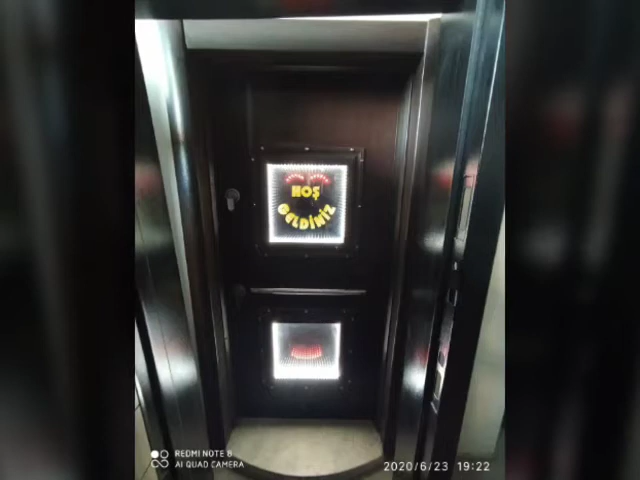 HOŞ
GELDİNİZ
REDMI NOTE 8
AI QUAD CAMERA
2020/6/23 19:22